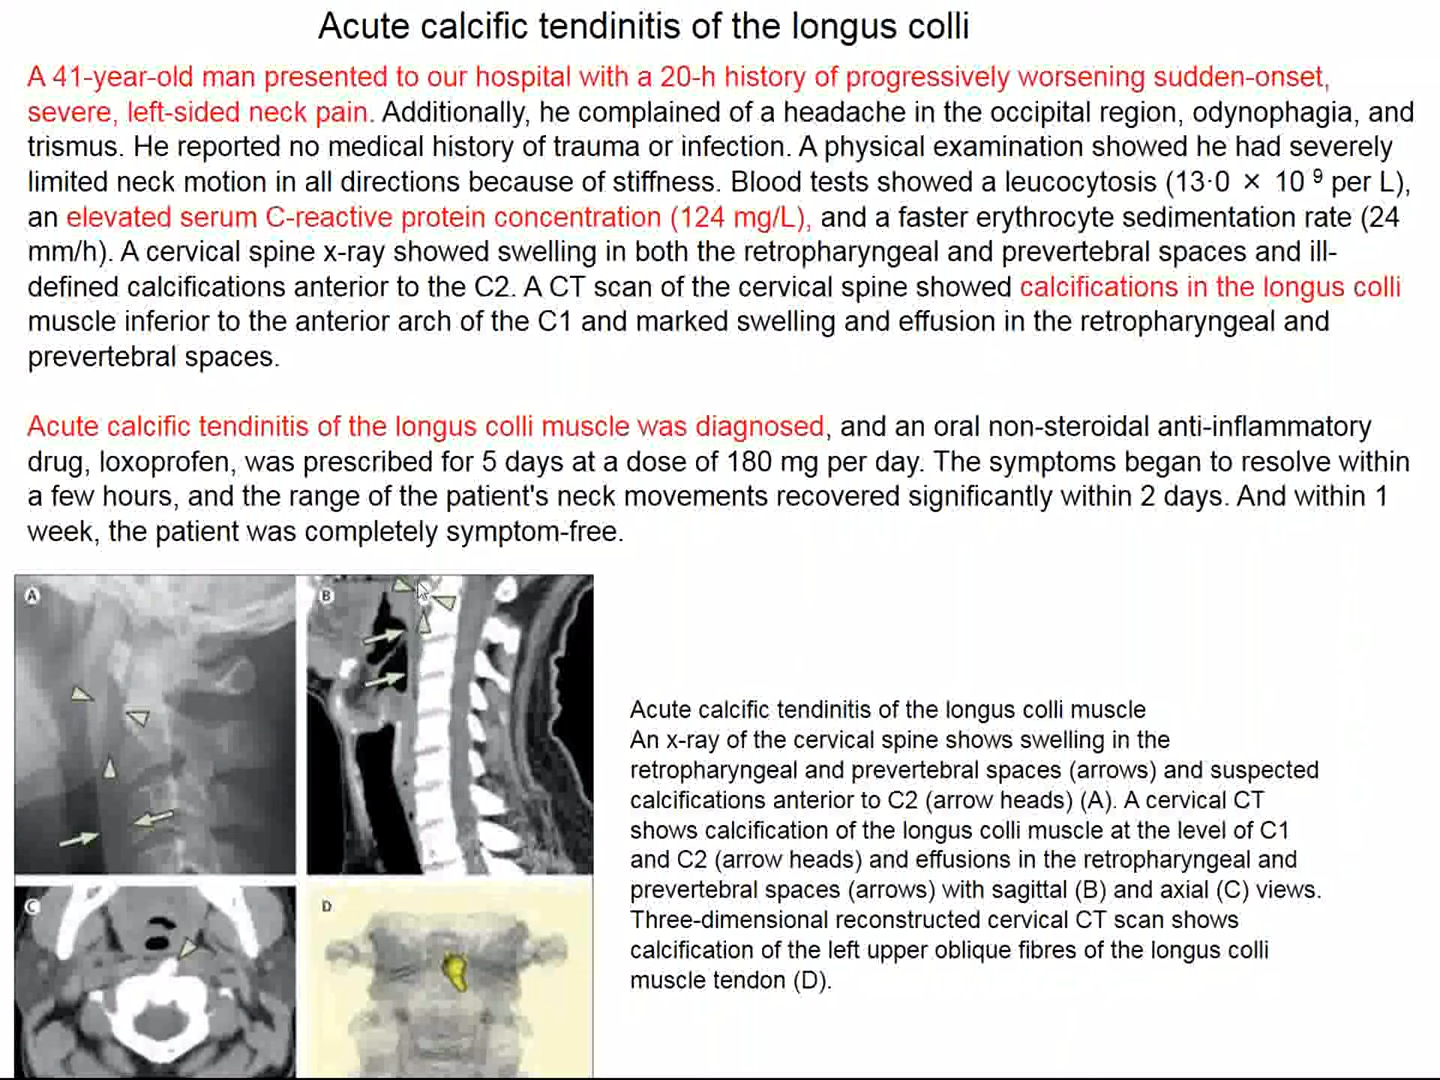 Acute calcific tendinitis of the longus colli
A 41-year-old man presented to our hospital with a 20-h history of progressively worsening sudden-onset,
severe, left-sided neck pain. Additionally, he complained of a headache in the occipital region, odynophagia, and
trismus. He reported no medical history of trauma or infection. A physical examination showed he had severely
limited neck motion in all directions because of stiffness. Blood tests showed a leucocytosis (13·0 × 10 ⁹ per L),
an elevated serum C-reactive protein concentration (124 mg/L), and a faster erythrocyte sedimentation rate (24
mm/h). A cervical spine x-ray showed swelling in both the retropharyngeal and prevertebral spaces and ill-
defined calcifications anterior to the C2. A CT scan of the cervical spine showed calcifications in the longus colli
muscle inferior to the anterior arch of the C1 and marked swelling and effusion in the retropharyngeal and
prevertebral spaces.
Acute calcific tendinitis of the longus colli muscle was diagnosed, and an oral non-steroidal anti-inflammatory
drug, loxoprofen, was prescribed for 5 days at a dose of 180 mg per day. The symptoms began to resolve within
a few hours, and the range of the patient's neck movements recovered significantly within 2 days. And within 1
week, the patient was completely symptom-free.
A
B
C
D
Acute calcific tendinitis of the longus colli muscle
An x-ray of the cervical spine shows swelling in the
retropharyngeal and prevertebral spaces (arrows) and suspected
calcifications anterior to C2 (arrow heads) (A). A cervical CT
shows calcification of the longus colli muscle at the level of C1
and C2 (arrow heads) and effusions in the retropharyngeal and
prevertebral spaces (arrows) with sagittal (B) and axial (C) views.
Three-dimensional reconstructed cervical CT scan shows
calcification of the left upper oblique fibres of the longus colli
muscle tendon (D).